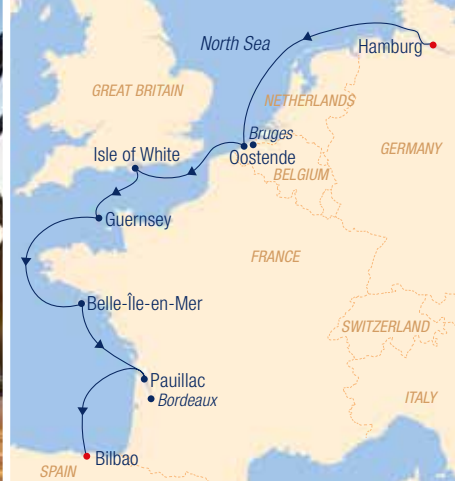 North Sea
Hamburg
GREAT BRITAIN
NETHERLANDS
Bruges
Isle of White
Oostende
GERMANY
BELGIUM
Guernsey
FRANCE
Belle-Île-en-Mer
SWITZERLAND
Pauillac
Bordeaux
ITALY
Bilbao
SPAIN